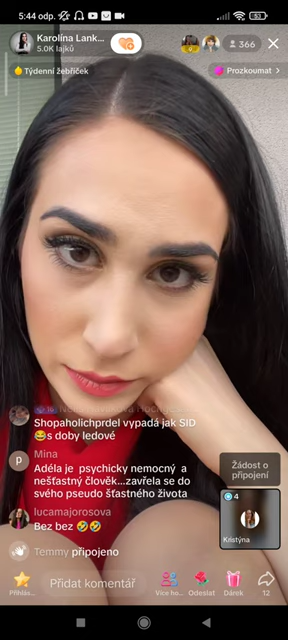 5:44 odp.
53
Karolína Lank...
5.0K lajků
366
Týdenní žebříček
Prozkoumat >
Shopaholichprdel vypadá jak SID
😂s doby ledové
Mina
Adéla je psychicky nemocný a
nešťastný člověk...zavřela se do
svého pseudo šťastného života
lucamajorosova
Bez bez 🤣🤣
Temmy připojeno
Žádost o
připojení
4
Kristýna
Přidat komentář
Přihlás...
Více ho...
Odeslat
Dárek
12